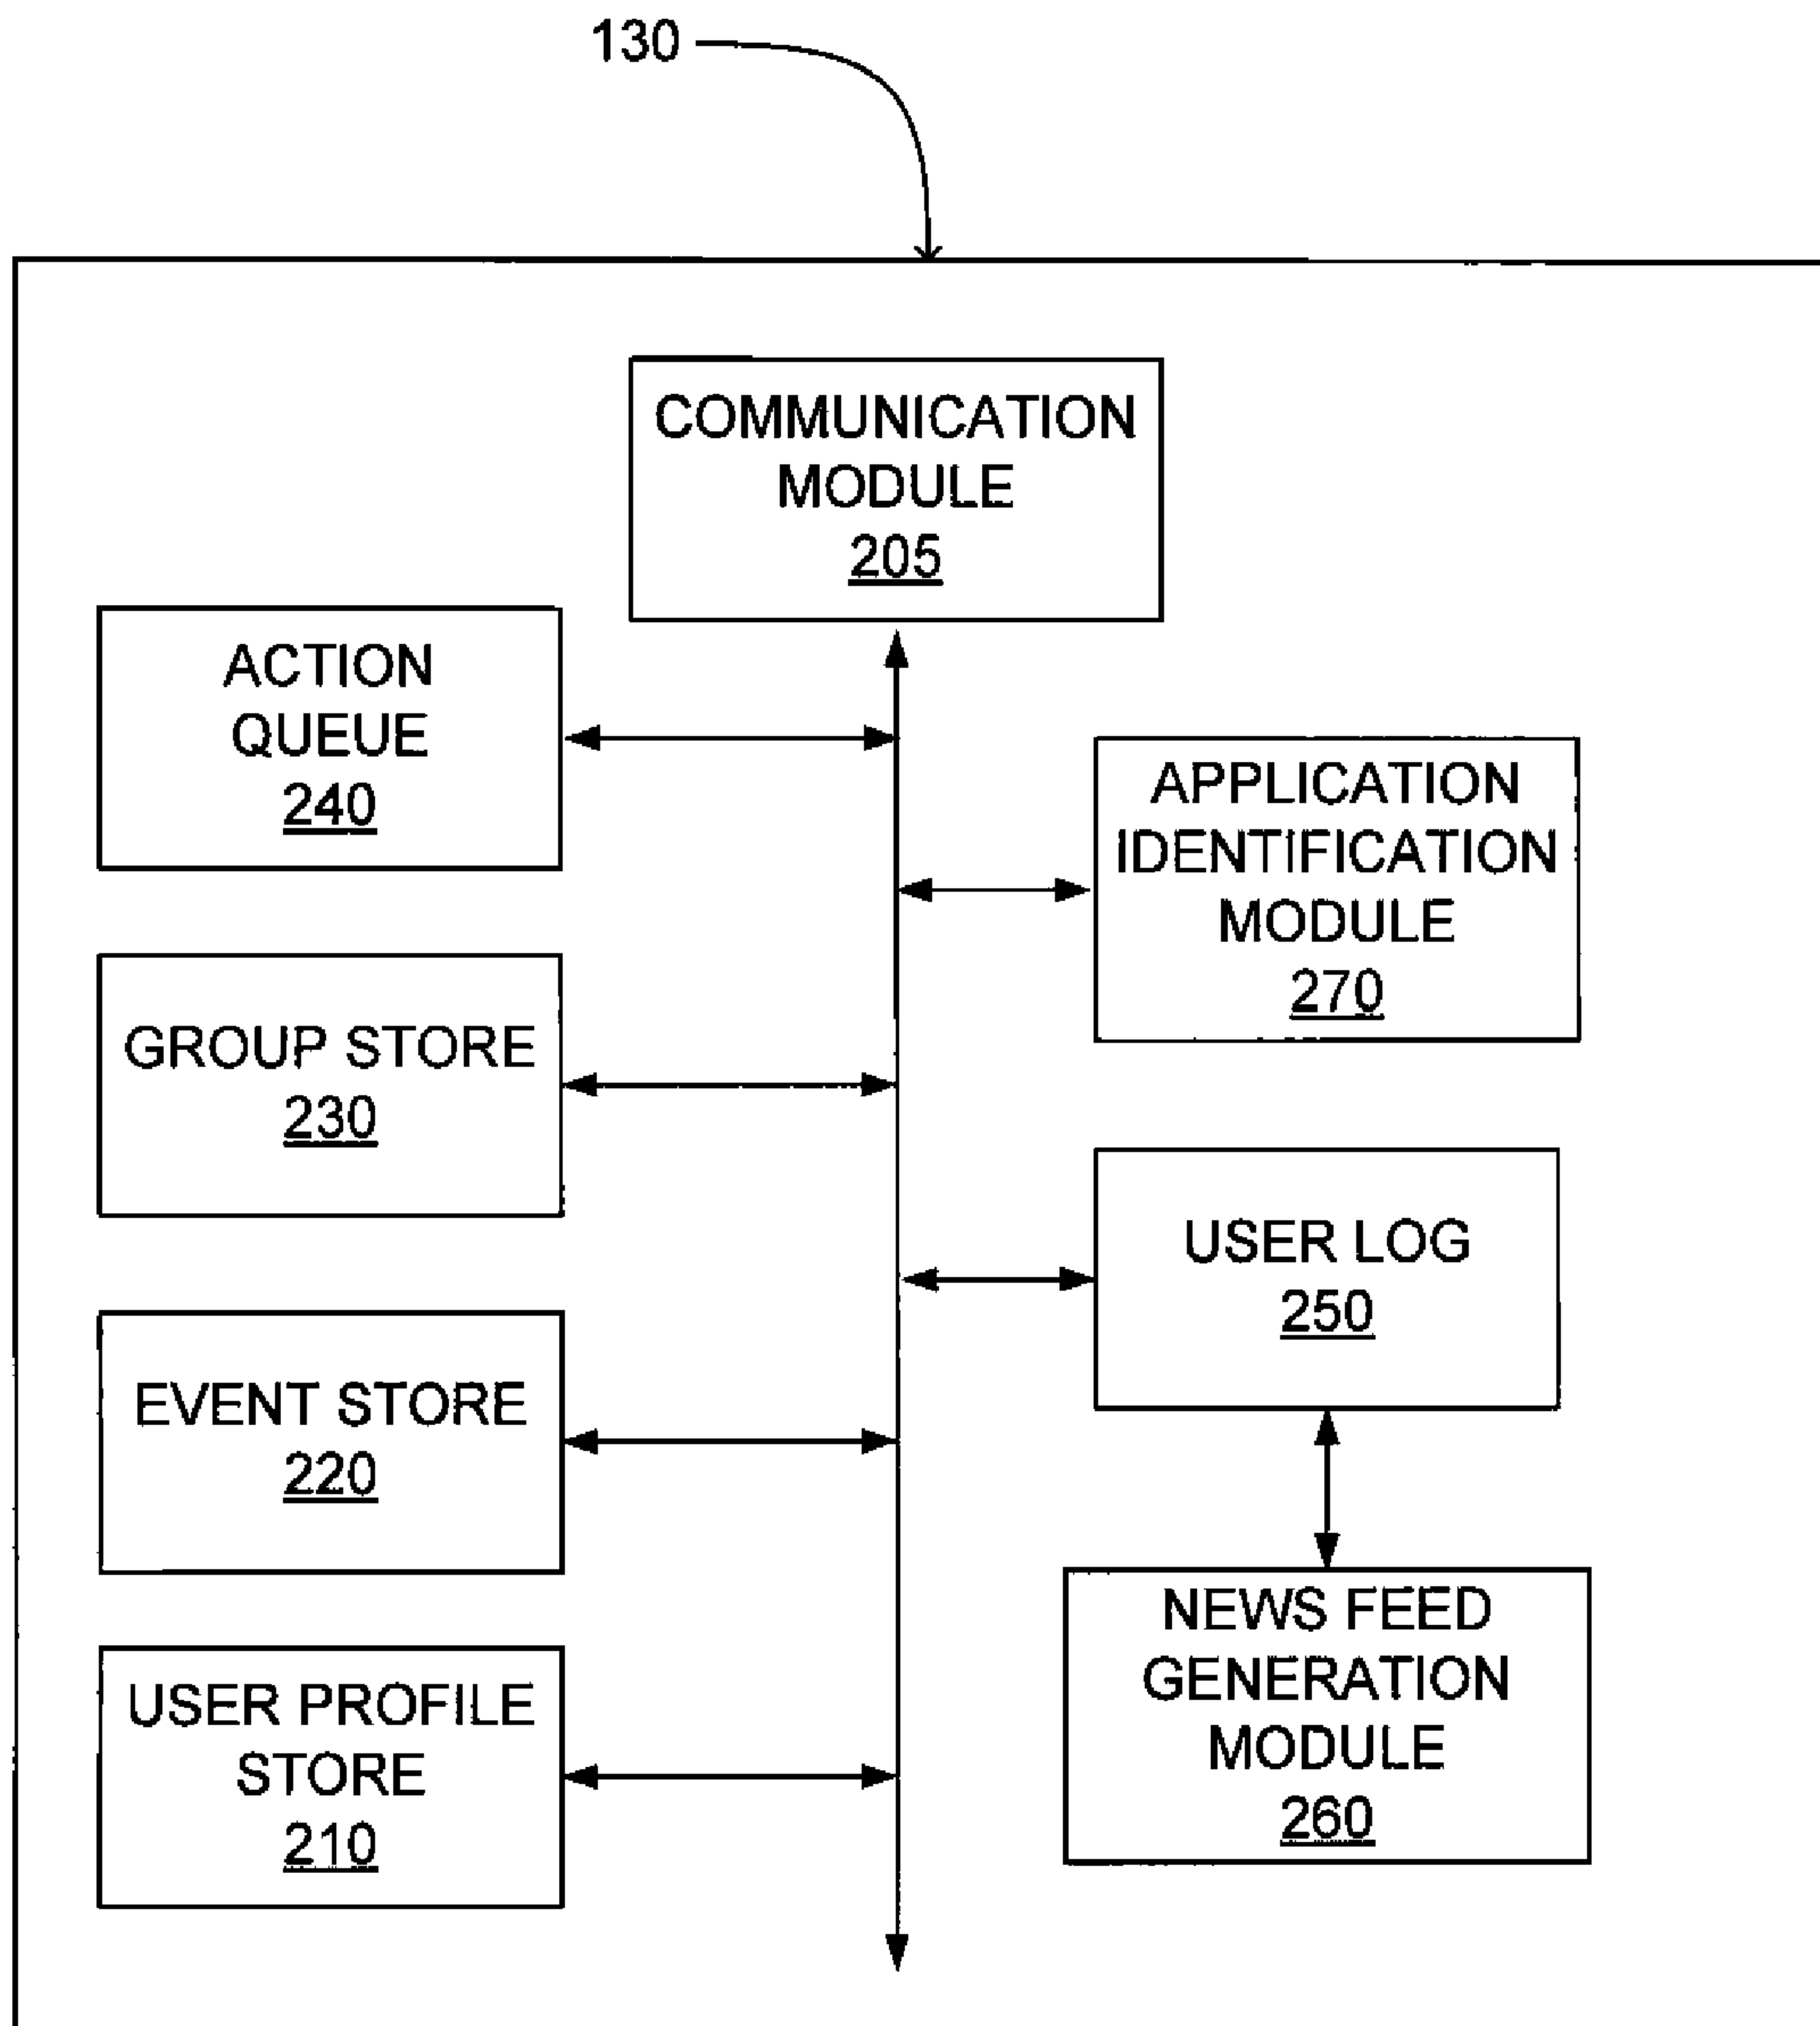 130
COMMUNICATION
MODULE
205
ACTION
QUEUE
240
APPLICATION
IDENTIFICATION
MODULE
270
GROUP STORE
230
USER LOG
250
EVENT STORE
220
NEWS FEED
GENERATION
MODULE
260
USER PROFILE
STORE
210